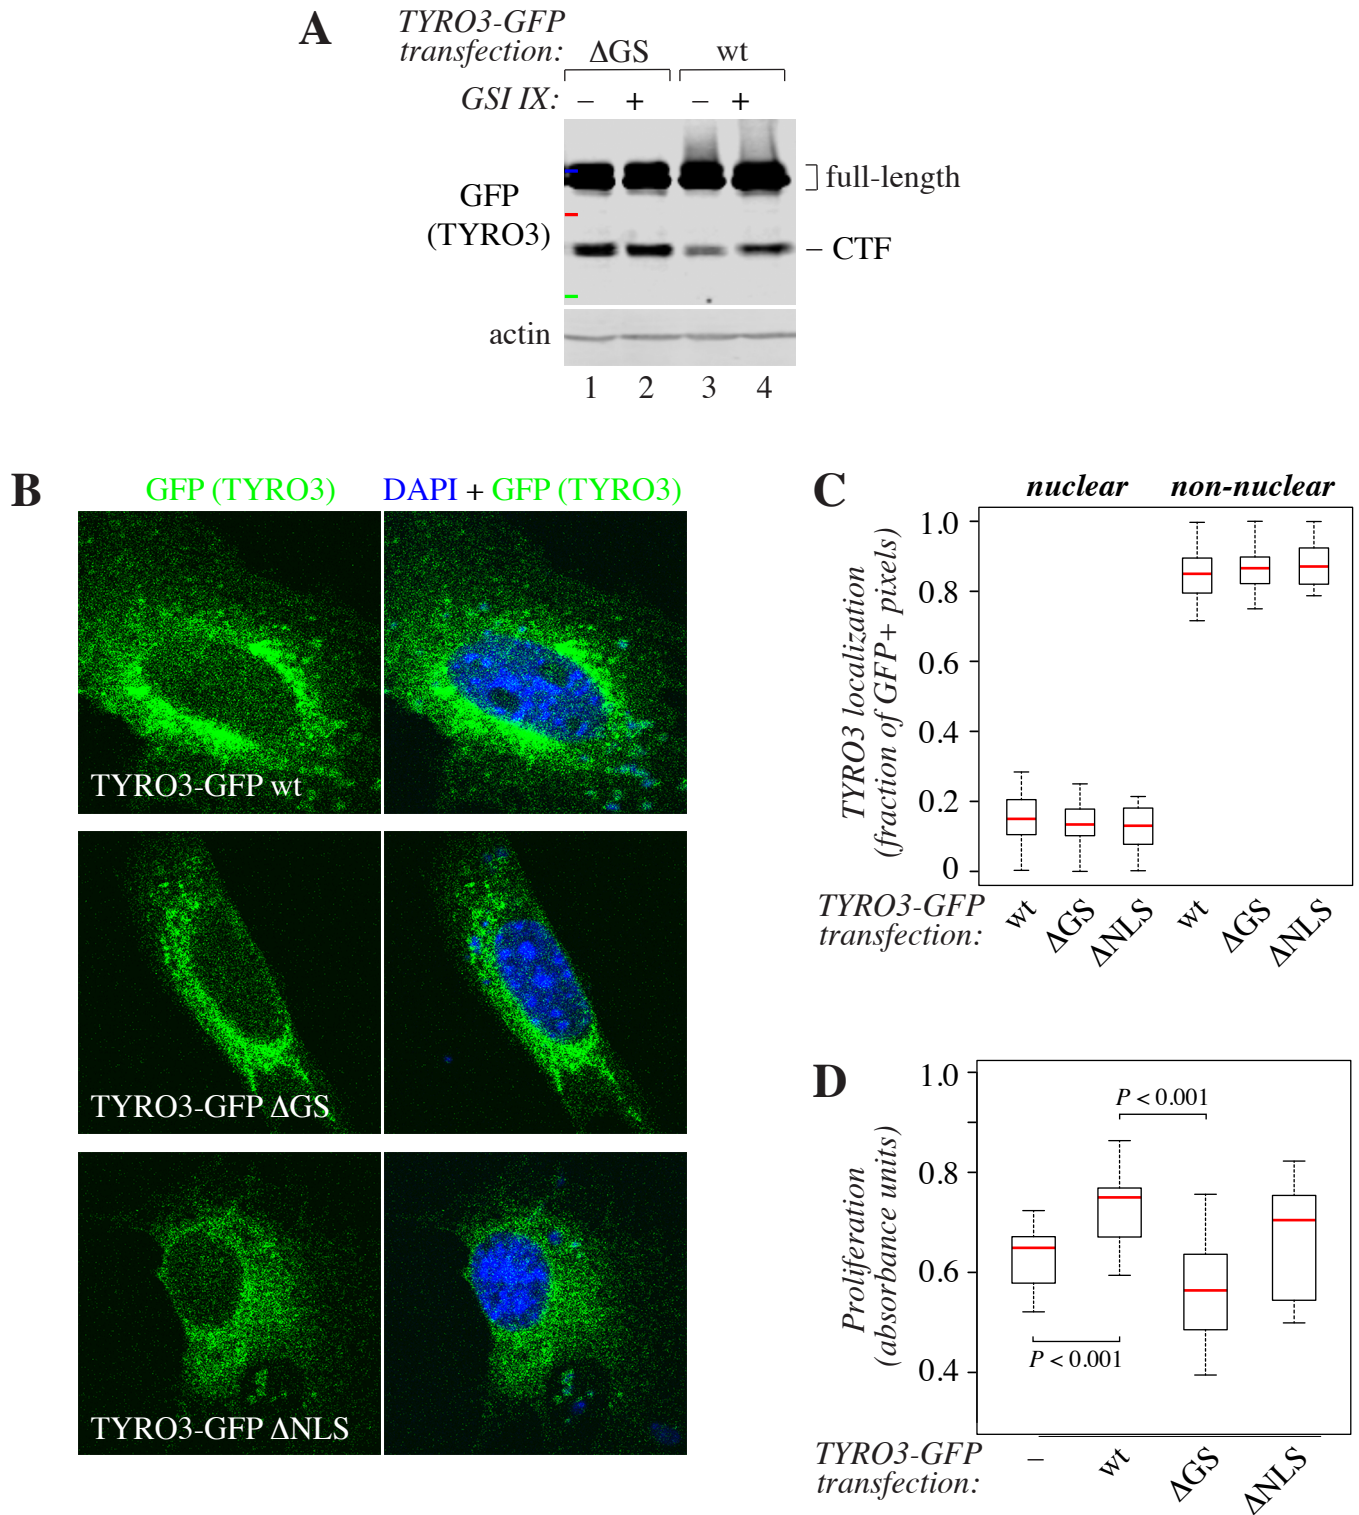 A
TYRO3-GFP
transfection:
ΔGS wt
GSI IX: – + – +
GFP
(TYRO3)
full-length
– CTF
actin
1 2 3 4
B
GFP (TYRO3) DAPI + GFP (TYRO3)
TYRO3-GFP wt
TYRO3-GFP ΔGS
TYRO3-GFP ΔNLS
C
nuclear non-nuclear
TYRO3 localization
(fraction of GFP+ pixels)
1.0
0.8
0.6
0.4
0.2
0
TYRO3-GFP
transfection:
wt ΔGS ΔNLS wt ΔGS ΔNLS
D
Proliferation
(absorbance units)
1.0
0.8
0.6
0.4
P < 0.001
P < 0.001
TYRO3-GFP
transfection:
– wt ΔGS ΔNLS